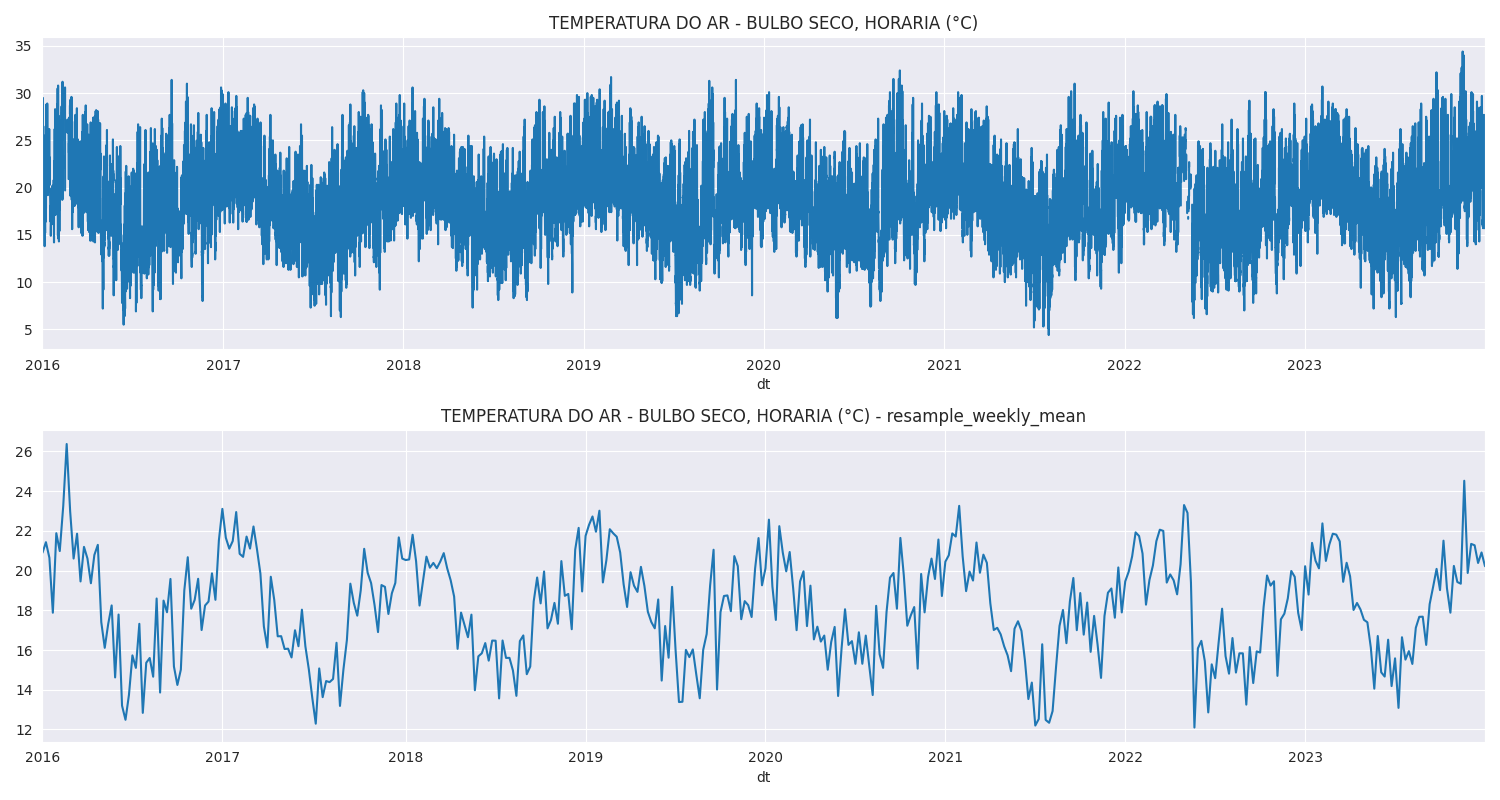 TEMPERATURA DO AR - BULBO SECO, HORARIA (°C)
35
30
25
20
15
10
5
2016 2017 2018 2019 2020 2021 2022 2023
dt
TEMPERATURA DO AR - BULBO SECO, HORARIA (°C) - resample_weekly_mean
26
24
22
20
18
16
14
12
2016 2017 2018 2019 2020 2021 2022 2023
dt